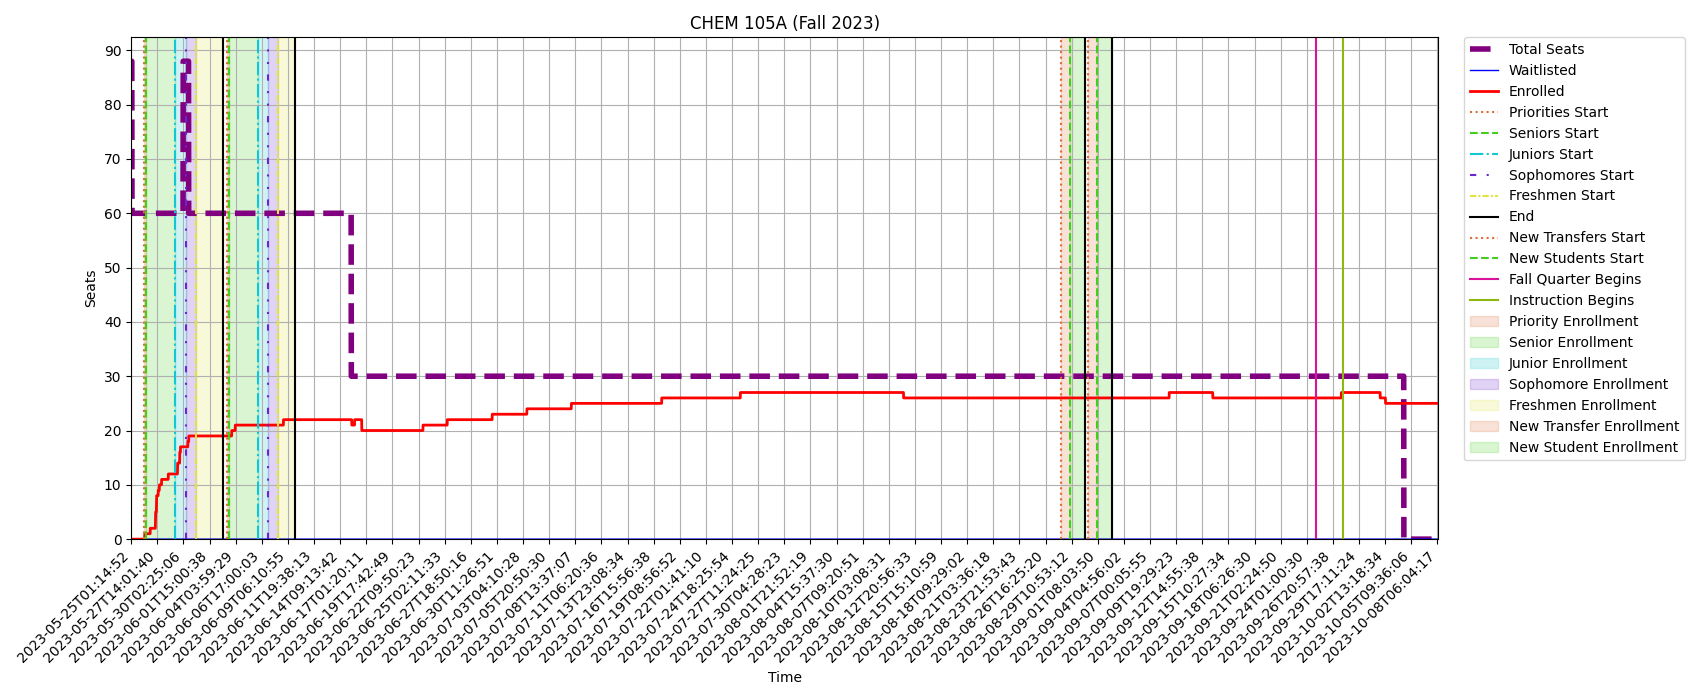 CHEM 105A (Fall 2023)
90
80
70
60
50
40
30
20
10
0
Seats
2023-05-25T01:14:52
2023-05-27T14:01:40
2023-05-30T02:25:06
2023-06-01T15:00:38
2023-06-04T03:59:29
2023-06-06T17:00:03
2023-06-09T06:10:55
2023-06-11T19:38:13
2023-06-14T09:13:42
2023-06-17T01:20:11
2023-06-19T17:42:49
2023-06-22T09:50:23
2023-06-25T02:11:33
2023-06-27T18:50:16
2023-06-30T11:26:51
2023-07-03T04:10:28
2023-07-05T20:50:30
2023-07-08T13:37:07
2023-07-11T06:20:36
2023-07-13T23:08:34
2023-07-16T15:56:38
2023-07-19T08:56:52
2023-07-22T01:41:10
2023-07-24T18:25:54
2023-07-27T11:24:25
2023-07-30T04:28:23
2023-08-01T21:52:19
2023-08-04T15:37:30
2023-08-07T09:20:51
2023-08-10T03:08:31
2023-08-12T20:56:33
2023-08-15T15:10:59
2023-08-18T09:29:02
2023-08-21T03:36:18
2023-08-23T21:53:43
2023-08-26T16:25:20
2023-08-29T10:53:12
2023-09-01T08:03:50
2023-09-04T04:56:02
2023-09-07T00:05:55
2023-09-09T19:29:23
2023-09-12T14:55:38
2023-09-15T10:27:34
2023-09-18T06:26:30
2023-09-21T02:24:50
2023-09-24T01:00:30
2023-09-26T20:57:38
2023-09-29T17:11:24
2023-10-02T13:18:34
2023-10-05T09:36:06
2023-10-08T06:04:17
Time
Total Seats
Waitlisted
Enrolled
Priorities Start
Seniors Start
Juniors Start
Sophomores Start
Freshmen Start
End
New Transfers Start
New Students Start
Fall Quarter Begins
Instruction Begins
Priority Enrollment
Senior Enrollment
Junior Enrollment
Sophomore Enrollment
Freshmen Enrollment
New Transfer Enrollment
New Student Enrollment